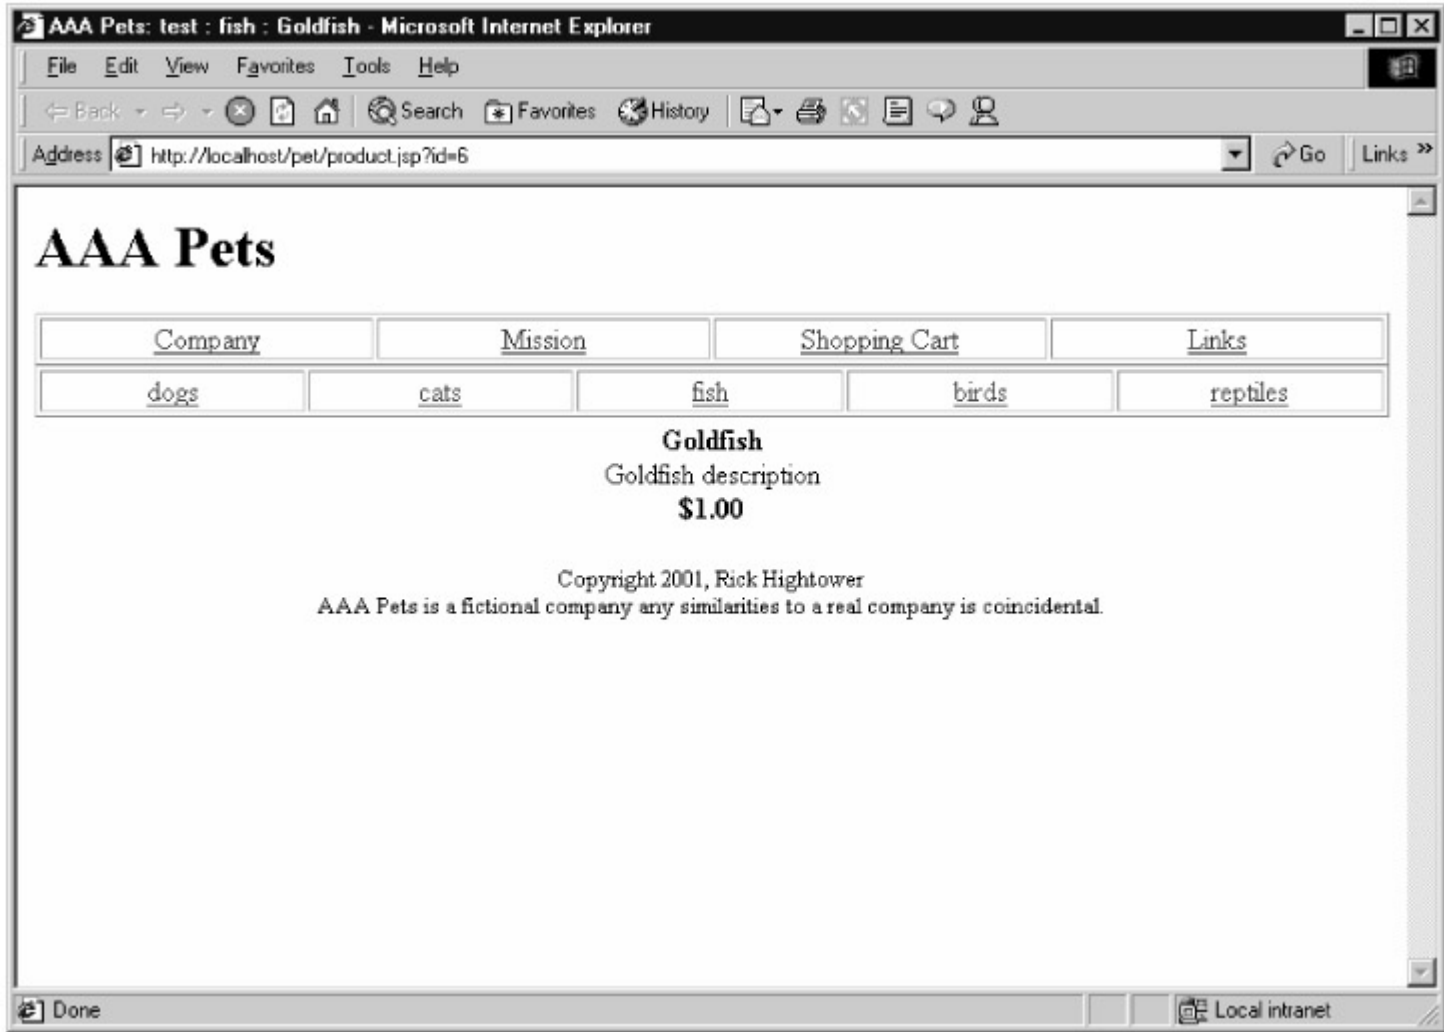 AAA Pets: test : fish : Goldfish - Microsoft Internet Explorer
File Edit View Favorites Tools Help
Back Search Favorites History
Address http://localhost/pet/product.jsp?id=6 Go Links »
AAA Pets
Company Mission Shopping Cart Links
dogs cats fish birds reptiles
Goldfish
Goldfish description
$1.00
Copyright 2001, Rick Hightower
AAA Pets is a fictional company any similarities to a real company is coincidental.
Done Local intranet